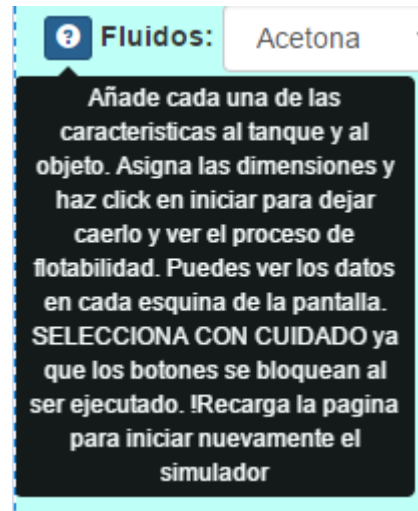 Fluidos: Acetona
Añade cada una de las
caracteristicas al tanque y al
objeto. Asigna las dimensiones y
haz click en iniciar para dejar
caerlo y ver el proceso de
flotabilidad. Puedes ver los datos
en cada esquina de la pantalla.
SELECCIONA CON CUIDADO ya
que los botones se bloquean al
ser ejecutado. !Recarga la pagina
para iniciar nuevamente el
simulador